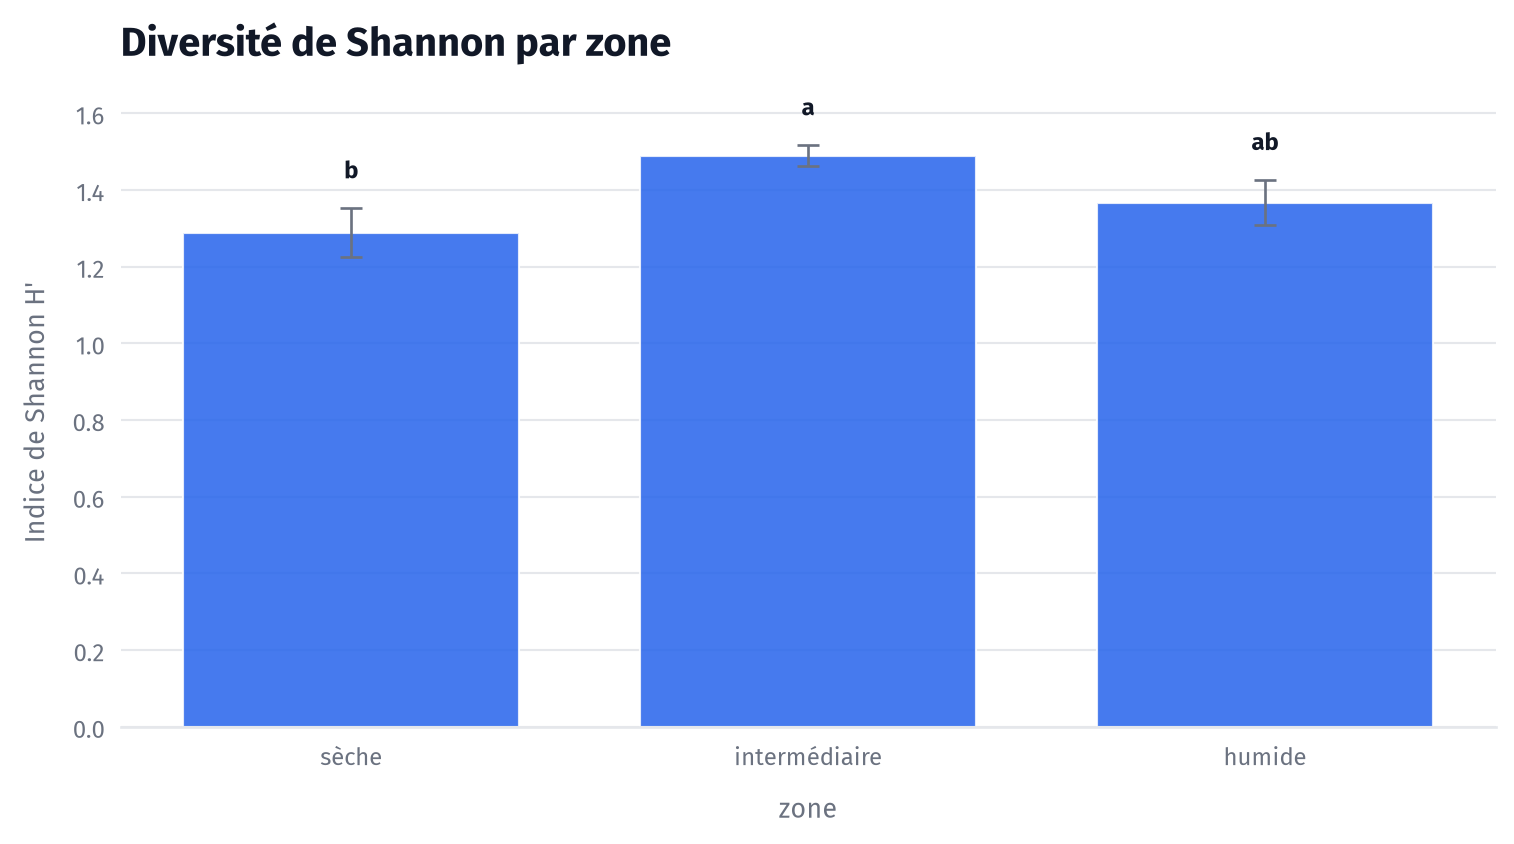 Diversité de Shannon par zone
Indice de Shannon H'
1.6
1.4
1.2
1.0
0.8
0.6
0.4
0.2
0.0
b
a
ab
sèche
intermédiaire
humide
zone